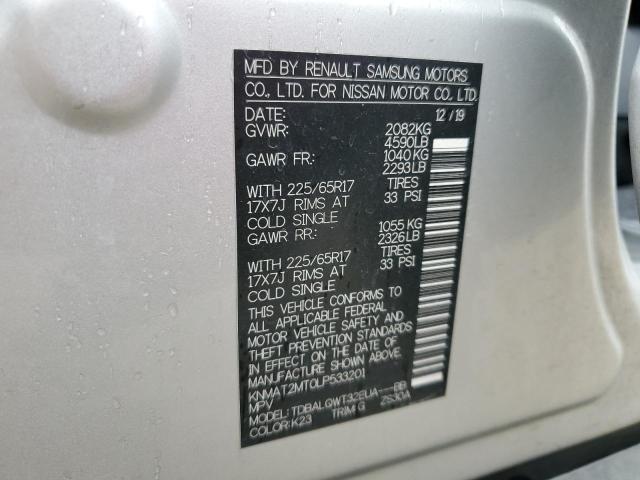 MFD BY RENAULT SAMSUNG MOTORS
CO., LTD. FOR NISSAN MOTOR CO., LTD.
DATE: 12/19
GVWR: 2082KG
4590LB
GAWR FR: 1040KG
2293LB
WITH 225/65R17 TIRES
17X7J RIMS AT 33 PSI
COLD SINGLE
GAWR RR: 1055KG
2326LB
WITH 225/65R17 TIRES
17X7J RIMS AT 33 PSI
COLD SINGLE
THIS VEHICLE CONFORMS TO
ALL APPLICABLE FEDERAL
MOTOR VEHICLE SAFETY AND
THEFT PREVENTION STANDARDS
IN EFFECT ON THE DATE OF
MANUFACTURE SHOWN ABOVE.
KNMAT2MT0LP533201
MPV
MODEL: TDBALQWT32EUA---BB
COLOR:K23 TRIM:G ZS30A